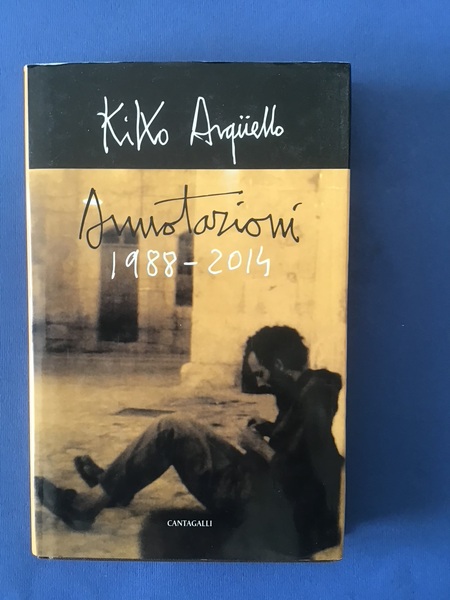 Kiko Argüello
Annotazioni
1988-2014
CANTAGALLI